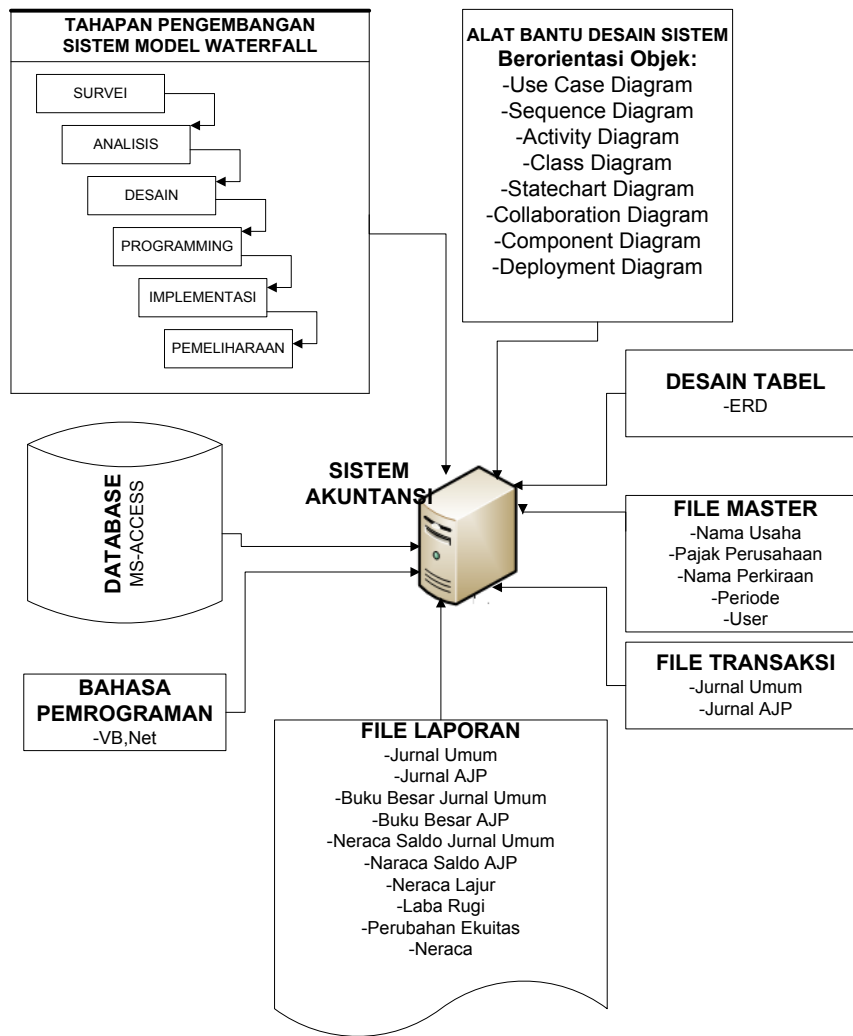 TAHAPAN PENGEMBANGAN
SISTEM MODEL WATERFALL
SURVEI
ANALISIS
DESAIN
PROGRAMMING
IMPLEMENTASI
PEMELIHARAAN
ALAT BANTU DESAIN SISTEM
Berorientasi Objek:
-Use Case Diagram
-Sequence Diagram
-Activity Diagram
-Class Diagram
-Statechart Diagram
-Collaboration Diagram
-Component Diagram
-Deployment Diagram
DESAIN TABEL
-ERD
DATABASE
MS-ACCESS
SISTEM
AKUNTANSI
FILE MASTER
-Nama Usaha
-Pajak Perusahaan
-Nama Perkiraan
-Periode
-User
FILE TRANSAKSI
-Jurnal Umum
-Jurnal AJP
BAHASA
PEMROGRAMAN
-VB,Net
FILE LAPORAN
-Jurnal Umum
-Jurnal AJP
-Buku Besar Jurnal Umum
-Buku Besar AJP
-Neraca Saldo Jurnal Umum
-Naraca Saldo AJP
-Neraca Lajur
-Laba Rugi
-Perubahan Ekuitas
-Neraca